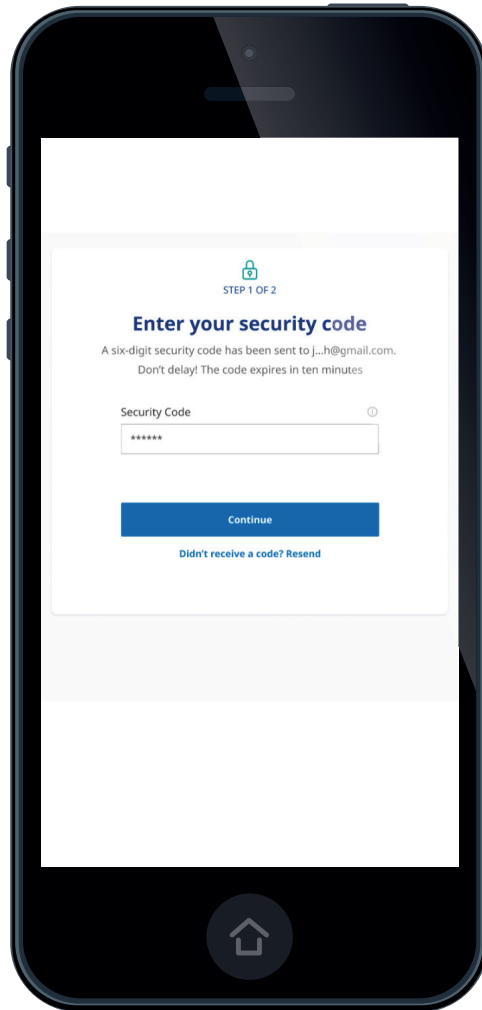 STEP 1 OF 2
Enter your security code
A six-digit security code has been sent to j...h@gmail.com.
Don't delay! The code expires in ten minutes
Security Code
******
Continue
Didn't receive a code? Resend